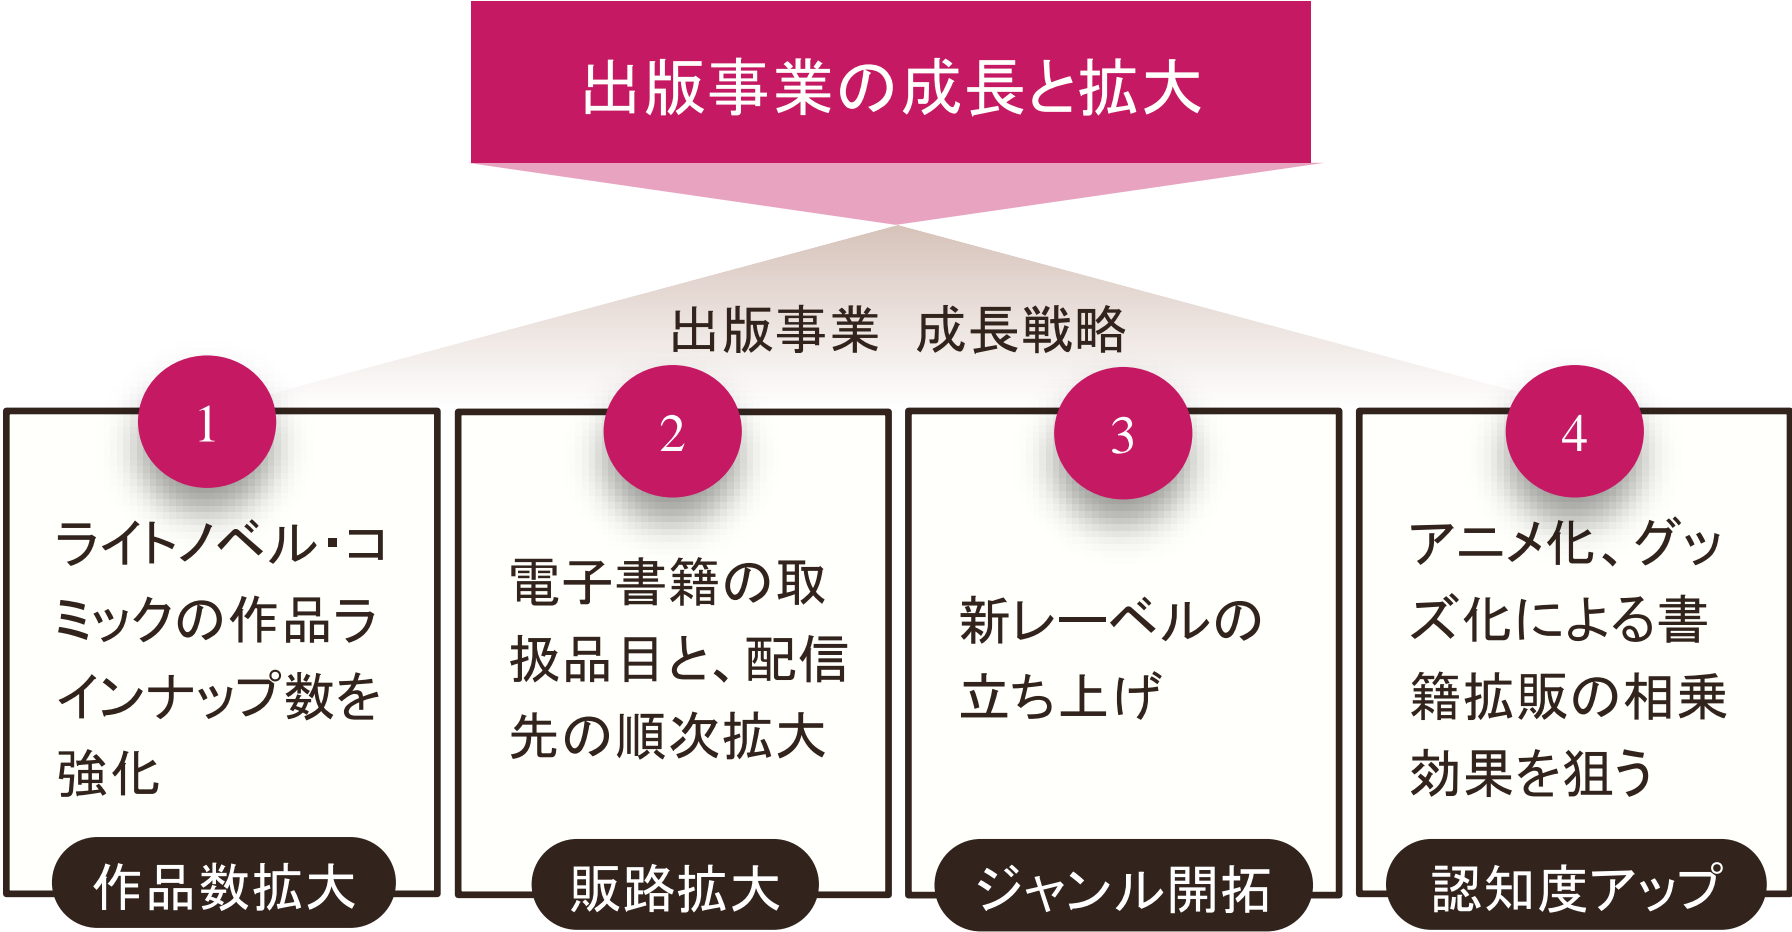 出版事業の成長と拡大
出版事業　成長戦略
1
ライトノベル・コ
ミックの作品ラ
インナップ数を
強化
作品数拡大
2
電子書籍の取
扱品目と、配信
先の順次拡大
販路拡大
3
新レーベルの
立ち上げ
ジャンル開拓
4
アニメ化、グッ
ズ化による書
籍拡販の相乗
効果を狙う
認知度アップ